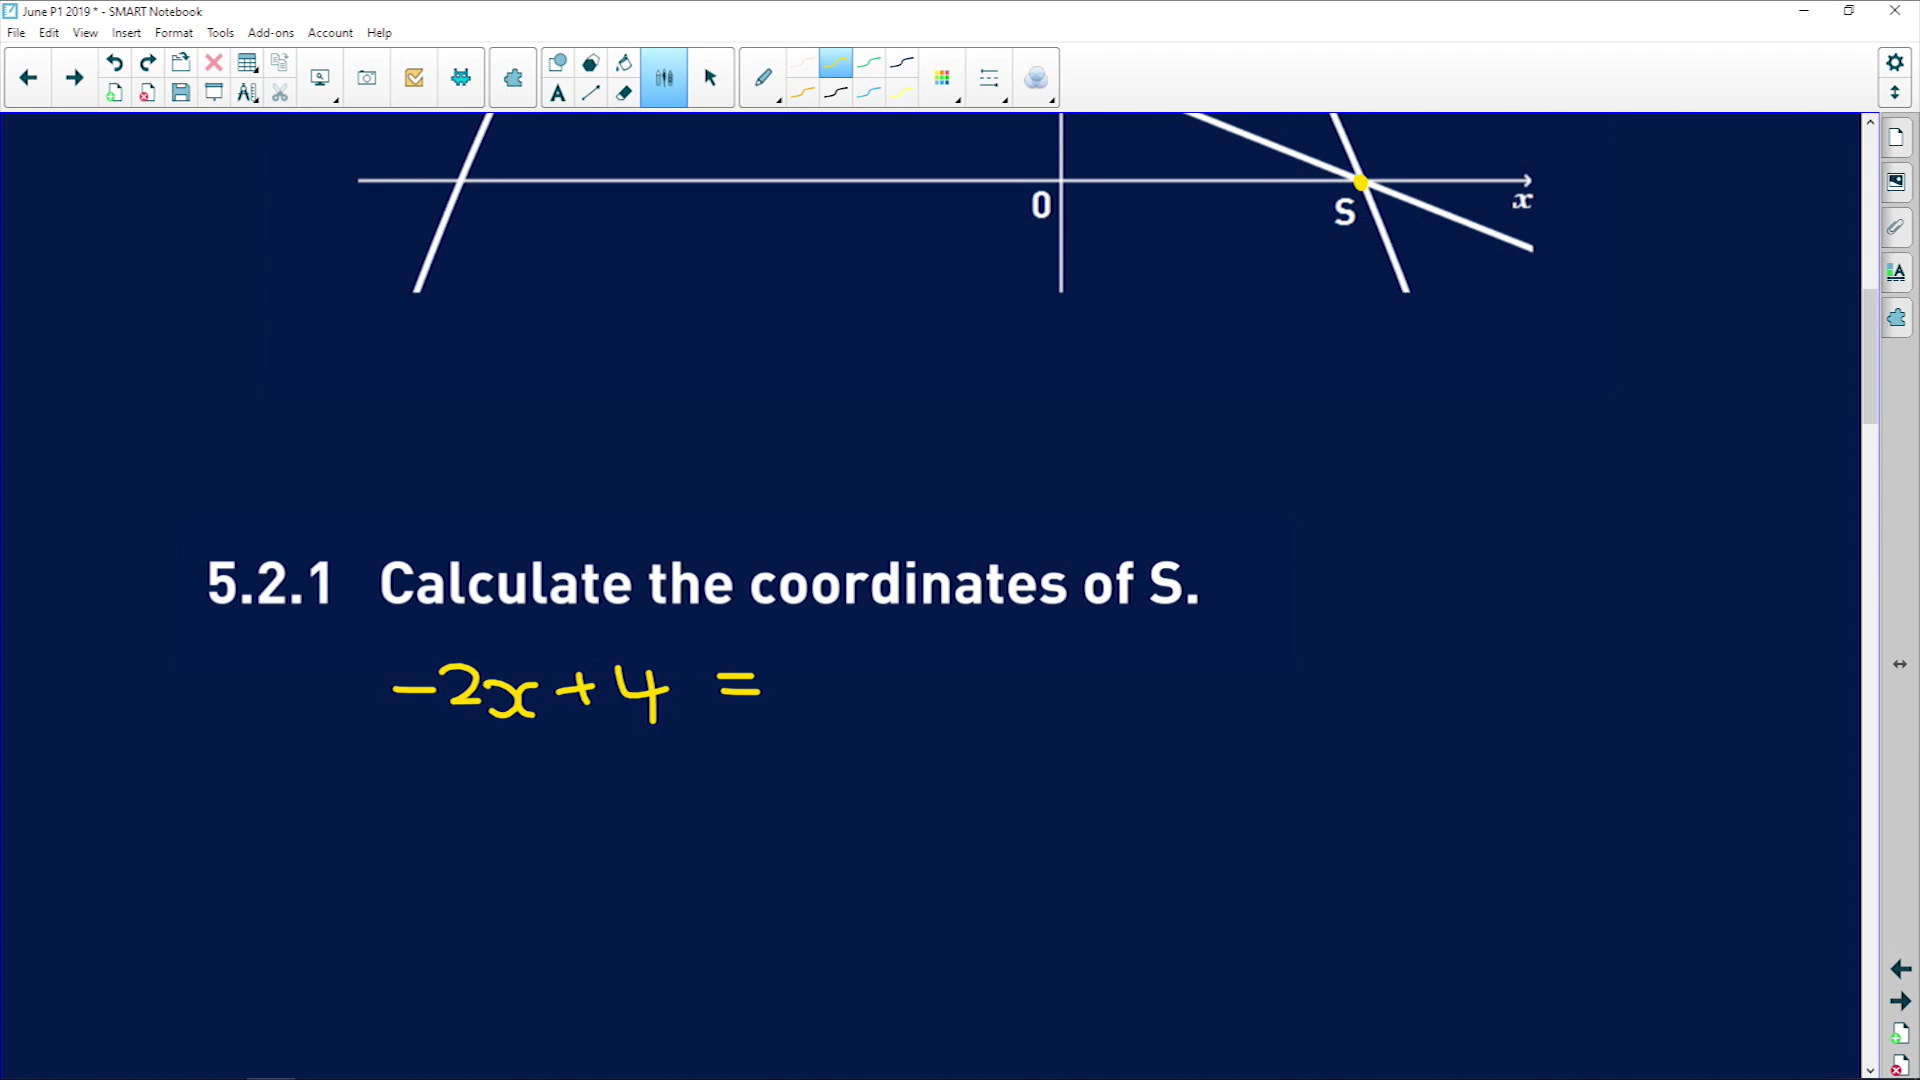 June P1 2019 * - SMART Notebook
File Edit View Insert Format Tools Add-ons Account Help
0
S
x
5.2.1 Calculate the coordinates of S.
-2x + 4 =